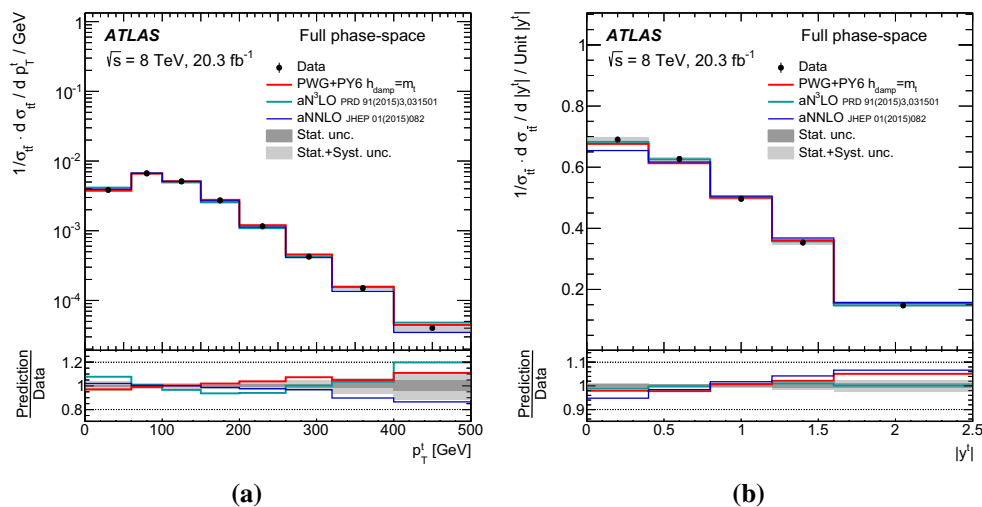 ATLAS Full phase-space
√s = 8 TeV, 20.3 fb⁻¹
Data
PWG+PY6 h_damp=m_t
aN³LO PRD 91(2015)3,031501
aNNLO JHEP 01(2015)082
Stat. unc.
Stat.+Syst. unc.
1/σ_tt̄ · d σ_tt̄ / d p_T^t / GeV
1
10⁻¹
10⁻²
10⁻³
10⁻⁴
Prediction
Data
1.2
1
0.8
0 100 200 300 400 500
p_T^t [GeV]
(a)
ATLAS Full phase-space
√s = 8 TeV, 20.3 fb⁻¹
Data
PWG+PY6 h_damp=m_t
aN³LO PRD 91(2015)3,031501
aNNLO JHEP 01(2015)082
Stat. unc.
Stat.+Syst. unc.
1/σ_tt̄ · d σ_tt̄ / d |y^t| / Unit |y^t|
1
0.8
0.6
0.4
0.2
Prediction
Data
1.1
1
0.9
0 0.5 1 1.5 2 2.5
|y^t|
(b)